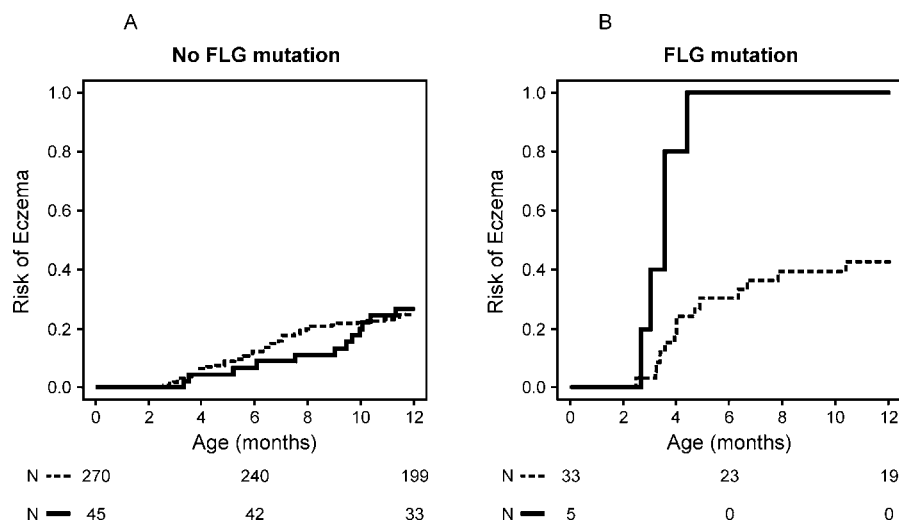 A
B
No FLG mutation
FLG mutation
Risk of Eczema
1.0
0.8
0.6
0.4
0.2
0.0
0 2 4 6 8 10 12
Age (months)
N 270 240 199
N 45 42 33
Risk of Eczema
1.0
0.8
0.6
0.4
0.2
0.0
0 2 4 6 8 10 12
Age (months)
N 33 23 19
N 5 0 0